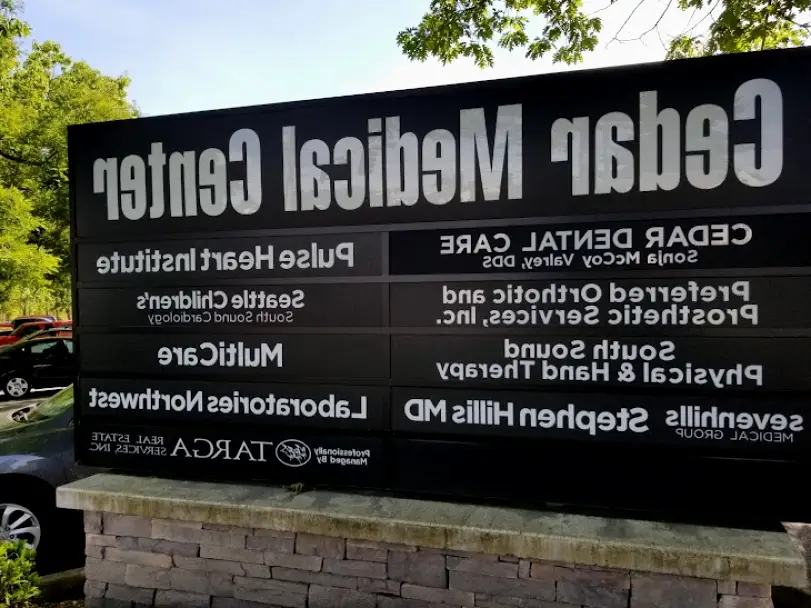 Cedar Medical Center
CEDAR DENTAL CARE
Sonja McCoy Valrey, DDS
Preferred Orthotic and
Prosthetic Services, Inc.
South Sound
Physical & Hand Therapy
sevenhills
MEDICAL GROUP
Stephen Hillis MD
Pulse Heart Institute
Seattle Children's
South Sound Cardiology
MultiCare
Laboratories Northwest
Professionally
Managed By
TARGA
REAL ESTATE
SERVICES, INC.